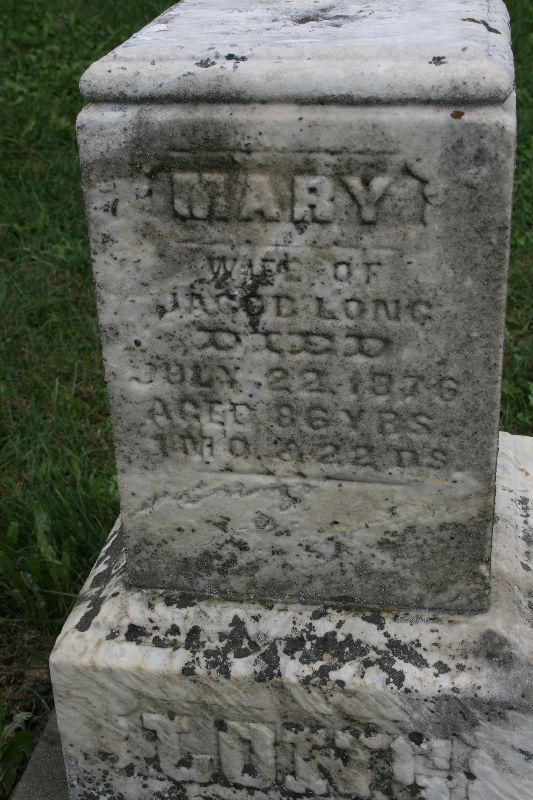 MARY
WIFE OF
JACOB LONG
DIED
JULY 22, 1876
AGED 86 YRS
1 MO. & 22 DS
LONG